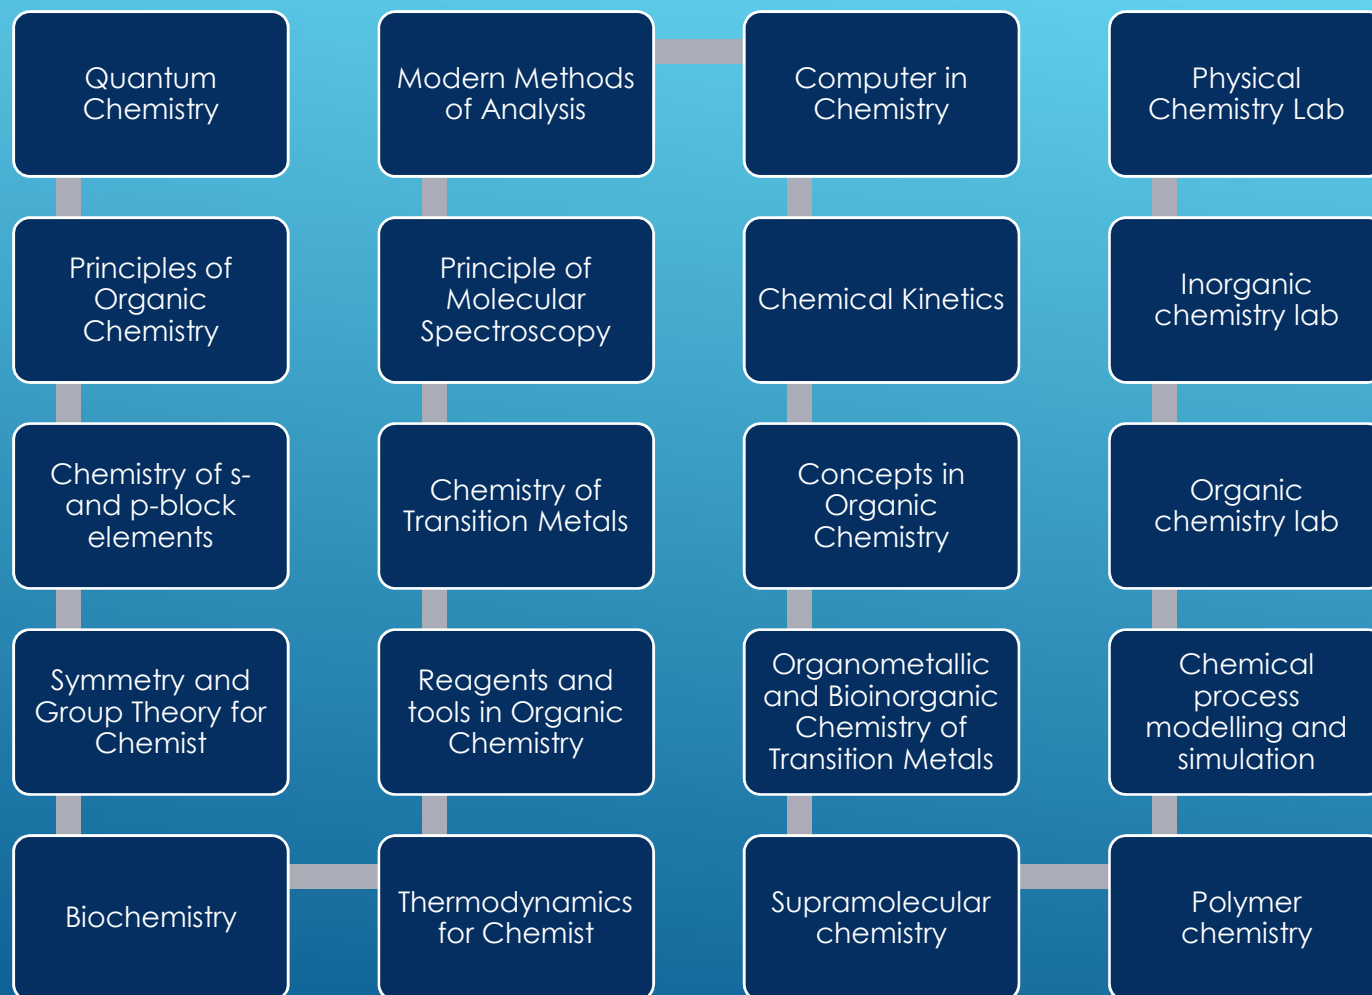 Quantum
Chemistry
Principles of
Organic
Chemistry
Chemistry of s-
and p-block
elements
Symmetry and
Group Theory for
Chemist
Biochemistry
Thermodynamics
for Chemist
Reagents and
tools in Organic
Chemistry
Chemistry of
Transition Metals
Principle of
Molecular
Spectroscopy
Modern Methods
of Analysis
Computer in
Chemistry
Chemical Kinetics
Concepts in
Organic
Chemistry
Organometallic
and Bioinorganic
Chemistry of
Transition Metals
Supramolecular
chemistry
Polymer
chemistry
Chemical
process
modelling and
simulation
Organic
chemistry lab
Inorganic
chemistry lab
Physical
Chemistry Lab